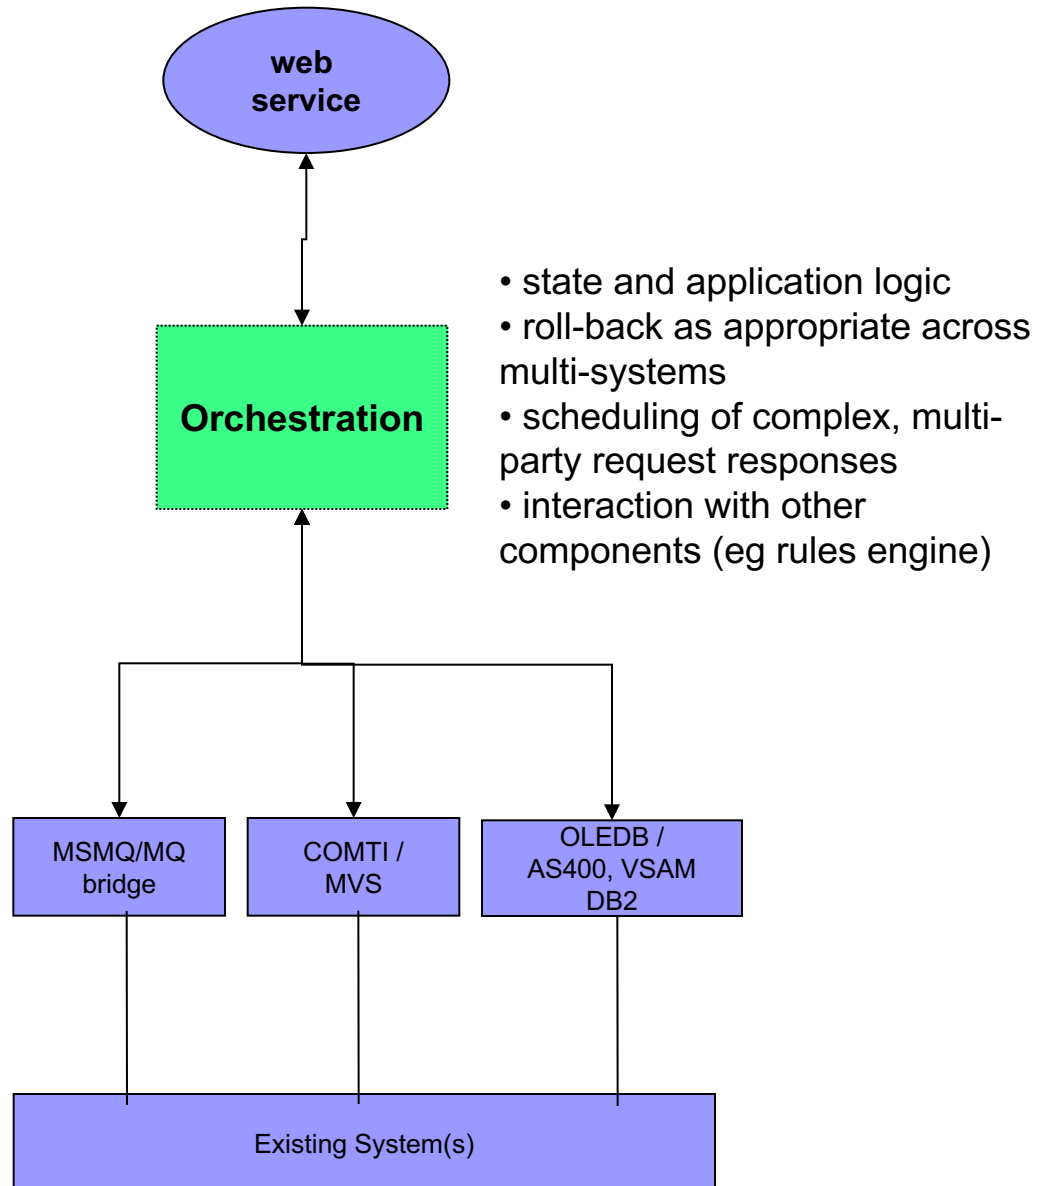 web
service
• state and application logic
• roll-back as appropriate across
multi-systems
• scheduling of complex, multi-
party request responses
• interaction with other
components (eg rules engine)
Orchestration
MSMQ/MQ
bridge
COMTI /
MVS
OLEDB /
AS400, VSAM
DB2
Existing System(s)